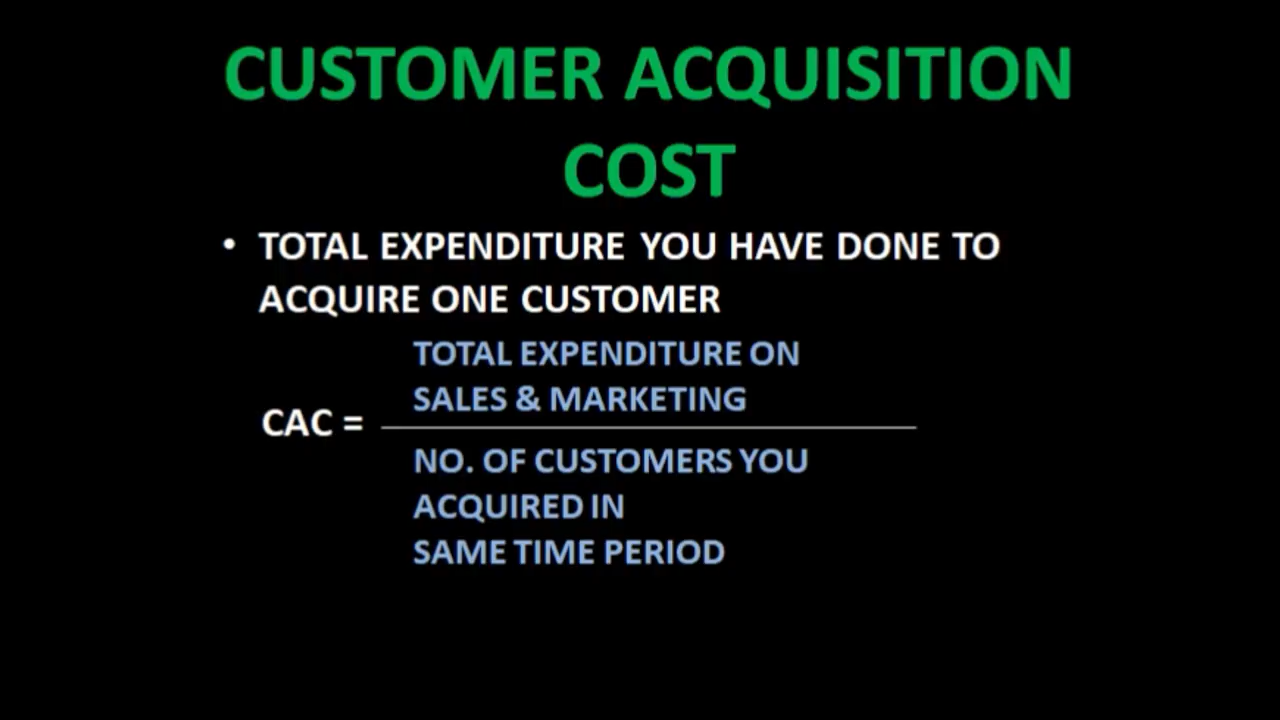 CUSTOMER ACQUISITION
COST
• TOTAL EXPENDITURE YOU HAVE DONE TO
ACQUIRE ONE CUSTOMER
TOTAL EXPENDITURE ON
SALES & MARKETING
CAC =
NO. OF CUSTOMERS YOU
ACQUIRED IN
SAME TIME PERIOD